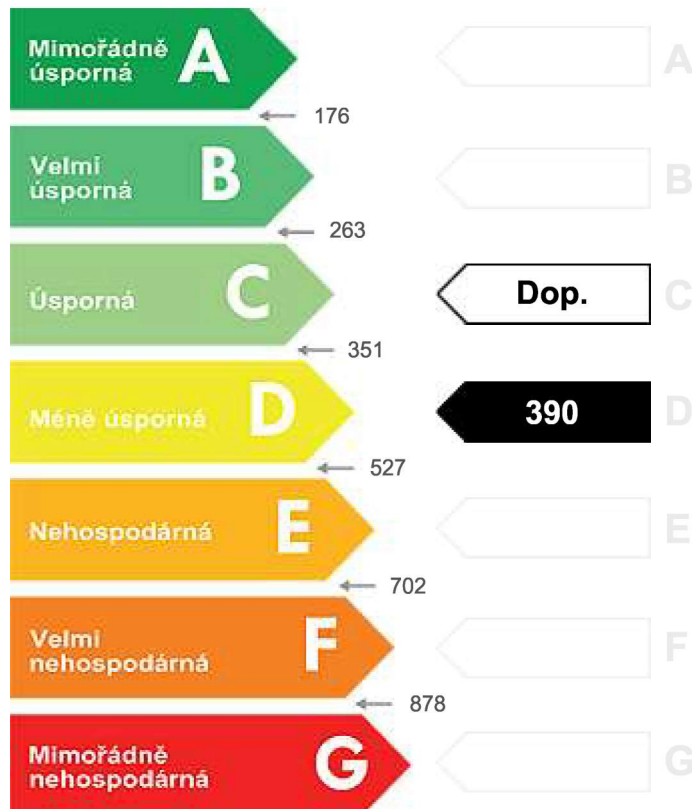 Mimořádně
úsporná
A
A
176
Velmi
úsporná
B
B
263
Úsporná
C
Dop.
C
351
Méně úsporná
D
390
D
527
Nehospodárná
E
E
702
Velmi
nehospodárná
F
F
878
Mimořádně
nehospodárná
G
G